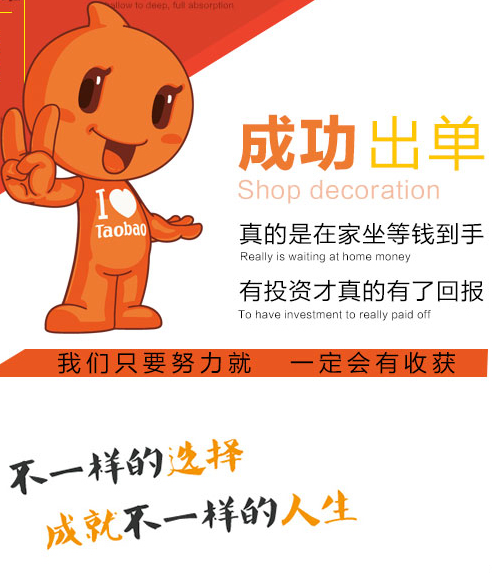 allow to deep, full absorption
I
Taobao
成功 出单
Shop decoration
真的是在家坐等钱到手
Really is waiting at home money
有投资才真的有了回报
To have investment to really paid off
我们只要努力就 一定会有收获
不一样的选择
成就不一样的人生